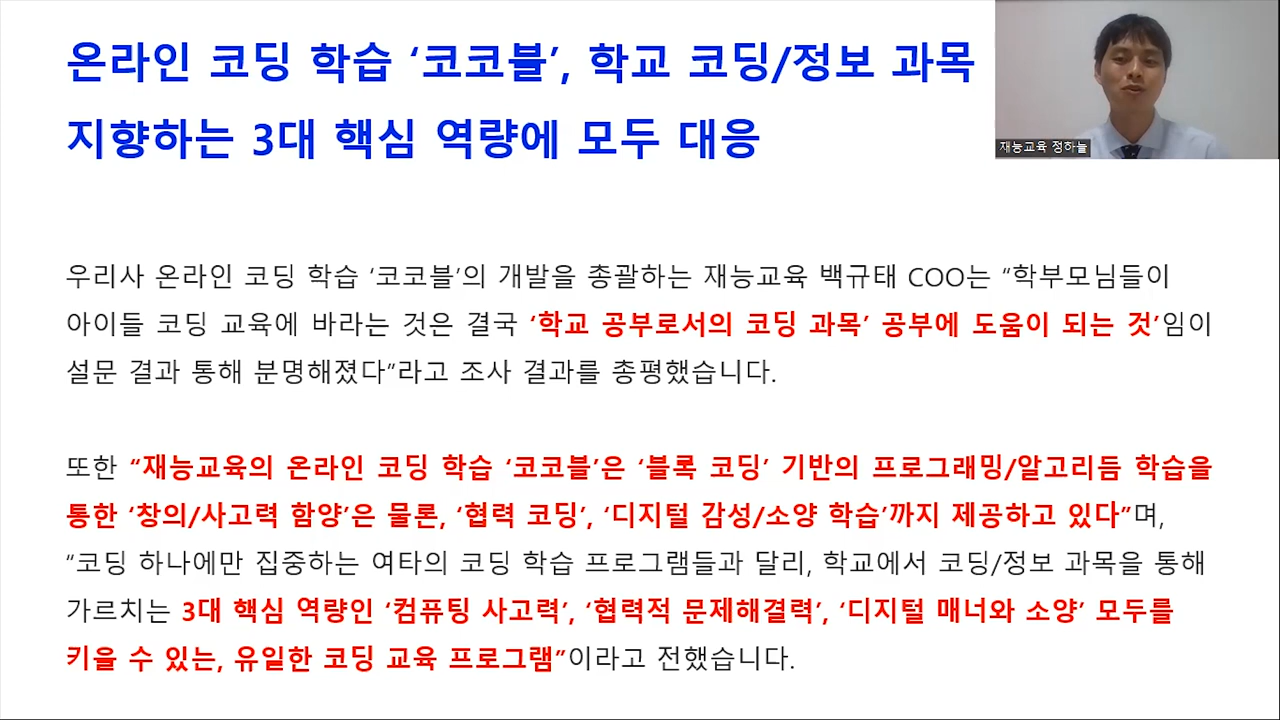 온라인 코딩 학습 ‘코코블’, 학교 코딩/정보 과목
지향하는 3대 핵심 역량에 모두 대응
재능교육 정하늘
우리사 온라인 코딩 학습 ‘코코블’의 개발을 총괄하는 재능교육 백규태 COO는 “학부모님들이
아이들 코딩 교육에 바라는 것은 결국 ‘학교 공부로서의 코딩 과목’ 공부에 도움이 되는 것’임이
설문 결과 통해 분명해졌다”라고 조사 결과를 총평했습니다.
또한 “재능교육의 온라인 코딩 학습 ‘코코블’은 ‘블록 코딩’ 기반의 프로그래밍/알고리듬 학습을
통한 ‘창의/사고력 함양’은 물론, ‘협력 코딩’, ‘디지털 감성/소양 학습’까지 제공하고 있다”며,
“코딩 하나에만 집중하는 여타의 코딩 학습 프로그램들과 달리, 학교에서 코딩/정보 과목을 통해
가르치는 3대 핵심 역량인 ‘컴퓨팅 사고력’, ‘협력적 문제해결력’, ‘디지털 매너와 소양’ 모두를
키울 수 있는, 유일한 코딩 교육 프로그램”이라고 전했습니다.